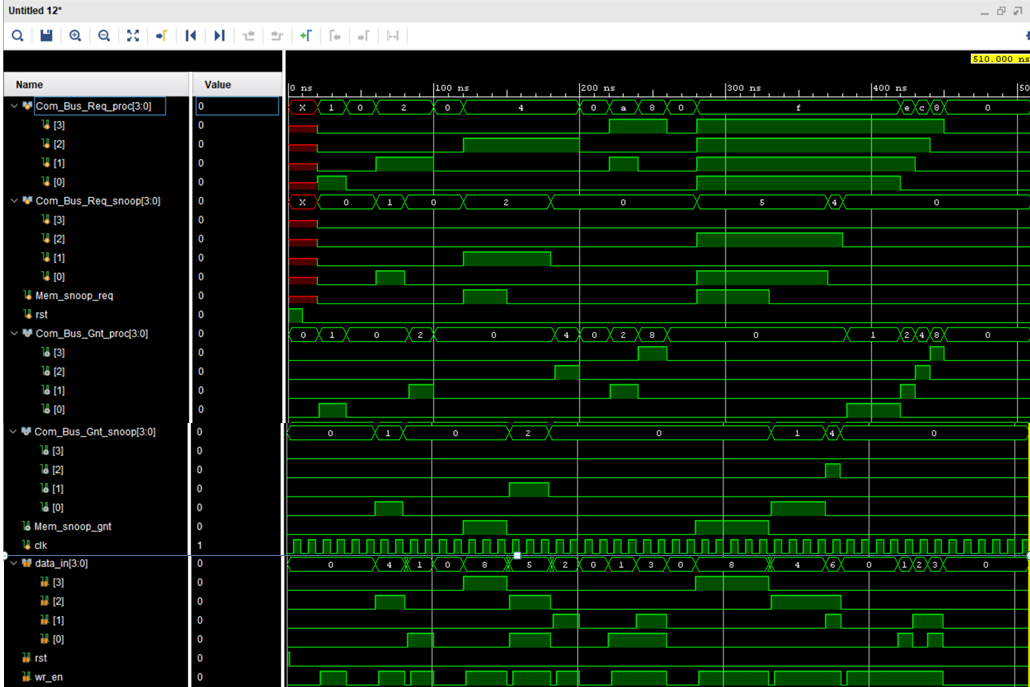 Untitled 12*
510.000 ns
Name Value
0 ns 100 ns 200 ns 300 ns 400 ns 50
Com_Bus_Req_proc[3:0] 0 X 1 0 2 0 4 0 a 8 0 f e c 8 0
[3] 0
[2] 0
[1] 0
[0] 0
Com_Bus_Req_snoop[3:0] 0 X 0 1 0 2 0 5 4 0
[3] 0
[2] 0
[1] 0
[0] 0
Mem_snoop_req 0
rst 0
Com_Bus_Gnt_proc[3:0] 0 0 1 0 2 0 4 0 2 8 0 1 2 4 8 0
[3] 0
[2] 0
[1] 0
[0] 0
Com_Bus_Gnt_snoop[3:0] 0 0 1 0 2 0 1 4 0
[3] 0
[2] 0
[1] 0
[0] 0
Mem_snoop_gnt 0
clk 1
data_in[3:0] 0 0 4 1 0 8 5 2 0 1 3 0 8 4 6 0 1 2 3 0
[3] 0
[2] 0
[1] 0
[0] 0
rst 0
wr_en 0